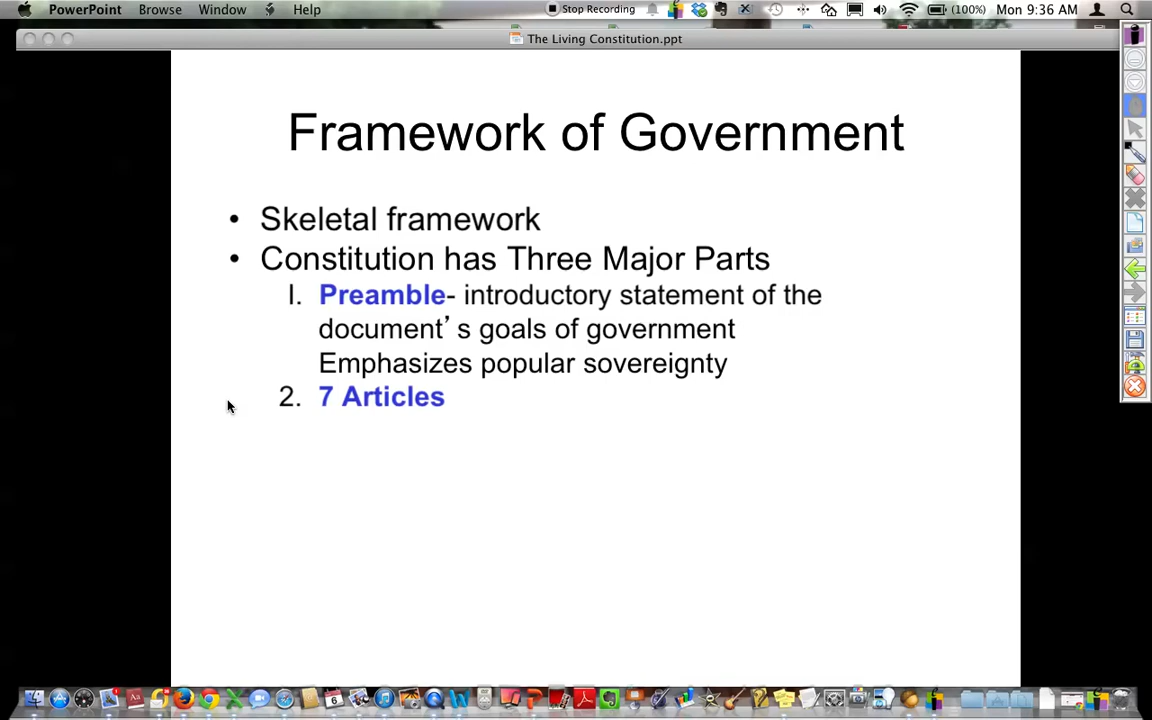 PowerPoint Browse Window Help Stop Recording (100%) Mon 9:36 AM
The Living Constitution.ppt
Framework of Government
• Skeletal framework
• Constitution has Three Major Parts
I. Preamble- introductory statement of the
document’s goals of government
Emphasizes popular sovereignty
2. 7 Articles